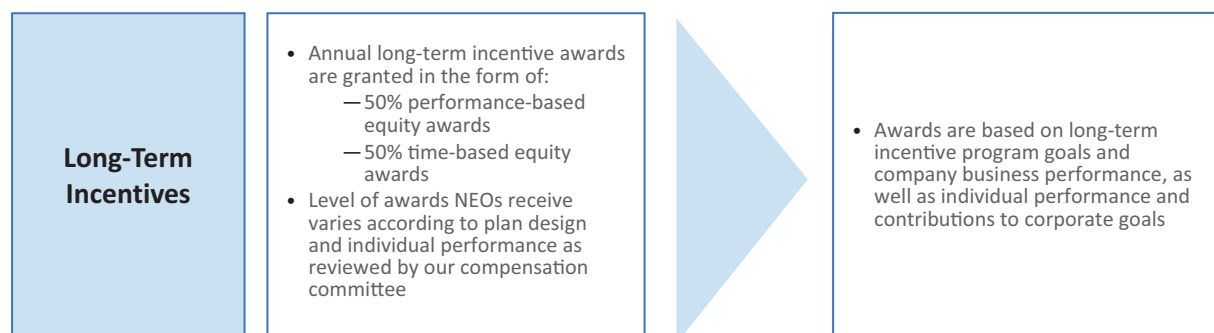 Long-Term
Incentives
• Annual long-term incentive awards
are granted in the form of:
—50% performance-based
equity awards
—50% time-based equity
awards
• Level of awards NEOs receive
varies according to plan design
and individual performance as
reviewed by our compensation
committee
• Awards are based on long-term
incentive program goals and
company business performance, as
well as individual performance and
contributions to corporate goals